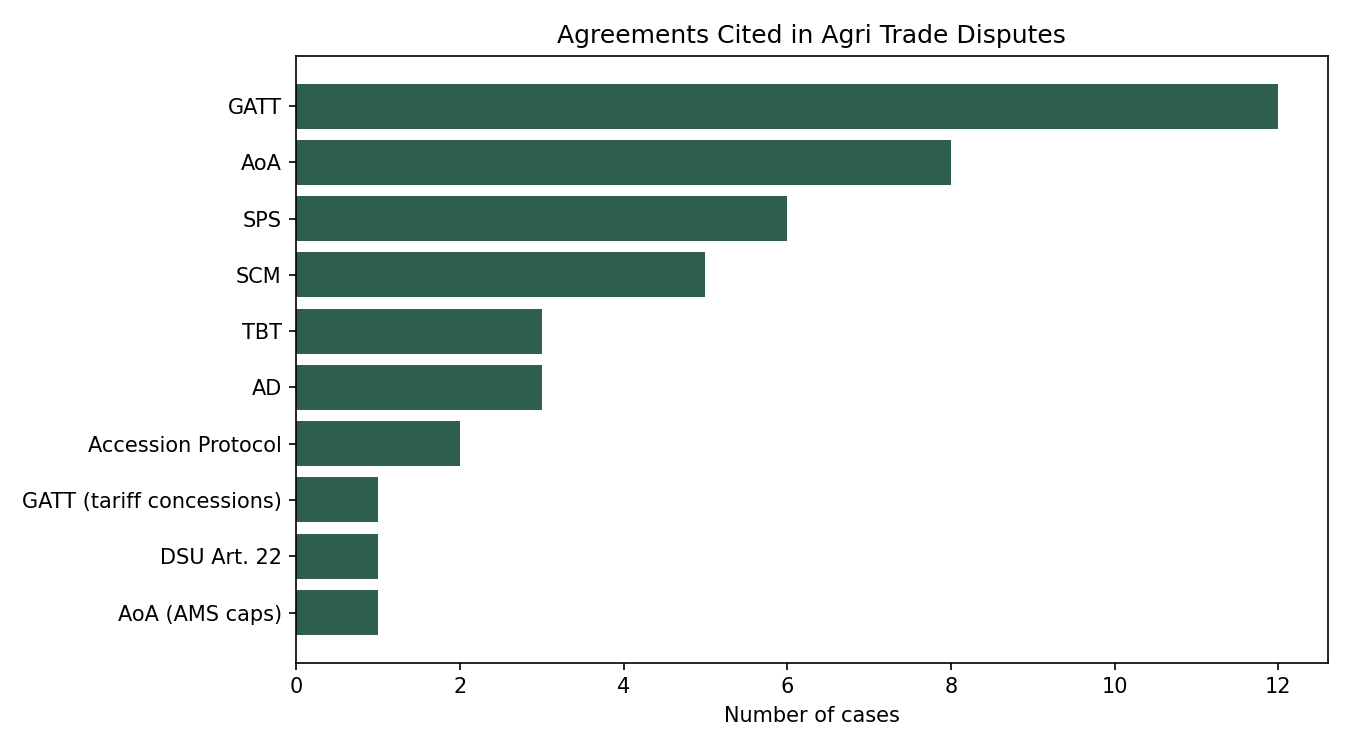 Agreements Cited in Agri Trade Disputes
GATT
AoA
SPS
SCM
TBT
AD
Accession Protocol
GATT (tariff concessions)
DSU Art. 22
AoA (AMS caps)
0 2 4 6 8 10 12
Number of cases